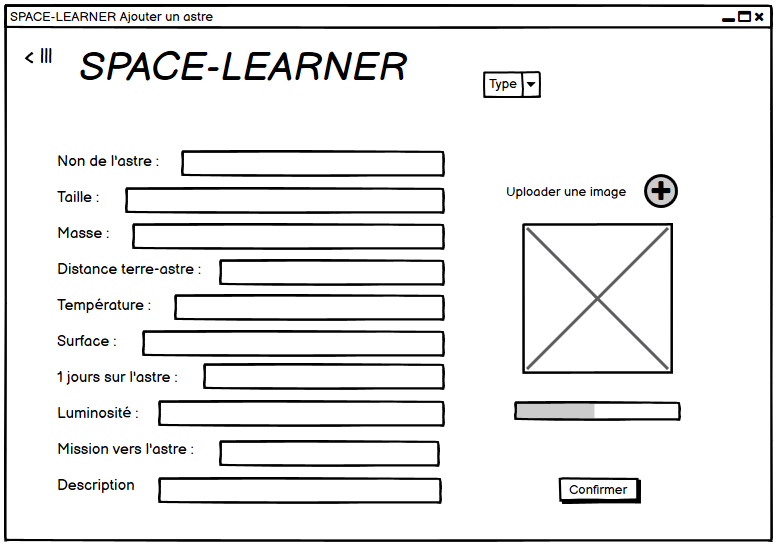 SPACE-LEARNER Ajouter un astre
< III
SPACE-LEARNER
Type
Non de l'astre :
Taille :
Masse :
Distance terre-astre :
Température :
Surface :
1 jours sur l'astre :
Luminosité :
Mission vers l'astre :
Description
Uploader une image
Confirmer